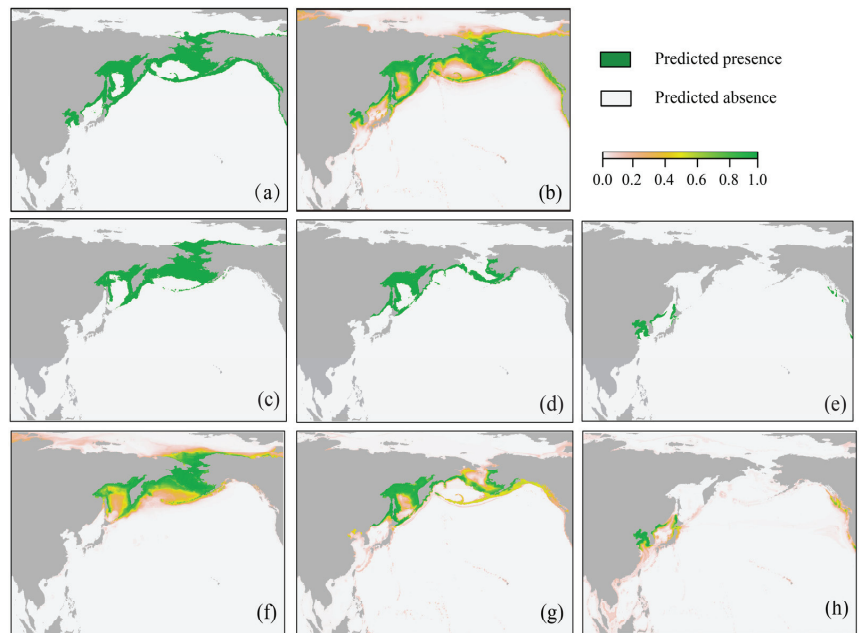 Predicted presence
Predicted absence
0.0 0.2 0.4 0.6 0.8 1.0
(a)
(b)
(c)
(d)
(e)
(f)
(g)
(h)